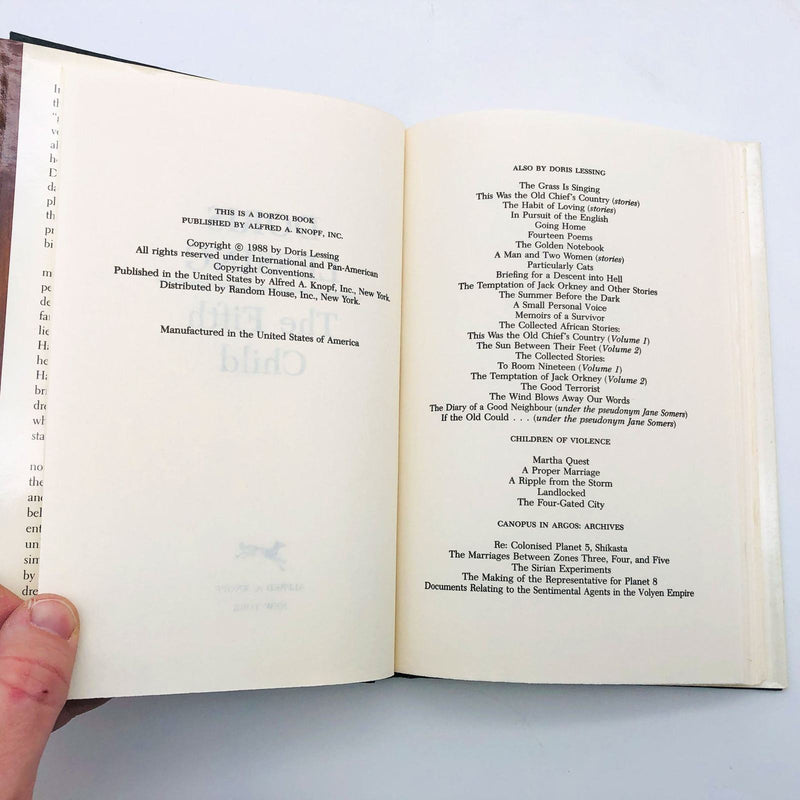 THIS IS A BORZOI BOOK
PUBLISHED BY ALFRED A. KNOPF, INC.
Copyright © 1988 by Doris Lessing
All rights reserved under International and Pan-American
Copyright Conventions.
Published in the United States by Alfred A. Knopf, Inc., New York.
Distributed by Random House, Inc., New York.
Manufactured in the United States of America
The Fifth
Child
ALFRED A. KNOPF
NEW YORK
ALSO BY DORIS LESSING
The Grass Is Singing
This Was the Old Chief's Country (stories)
The Habit of Loving (stories)
In Pursuit of the English
Going Home
Fourteen Poems
The Golden Notebook
A Man and Two Women (stories)
Particularly Cats
Briefing for a Descent into Hell
The Temptation of Jack Orkney and Other Stories
The Summer Before the Dark
A Small Personal Voice
Memoirs of a Survivor
The Collected African Stories:
This Was the Old Chief's Country (Volume 1)
The Sun Between Their Feet (Volume 2)
The Collected Stories:
To Room Nineteen (Volume 1)
The Temptation of Jack Orkney (Volume 2)
The Good Terrorist
The Wind Blows Away Our Words
The Diary of a Good Neighbour (under the pseudonym Jane Somers)
If the Old Could . . . (under the pseudonym Jane Somers)
CHILDREN OF VIOLENCE
Martha Quest
A Proper Marriage
A Ripple from the Storm
Landlocked
The Four-Gated City
CANOPUS IN ARGOS: ARCHIVES
Re: Colonised Planet 5, Shikasta
The Marriages Between Zones Three, Four, and Five
The Sirian Experiments
The Making of the Representative for Planet 8
Documents Relating to the Sentimental Agents in the Volyen Empire